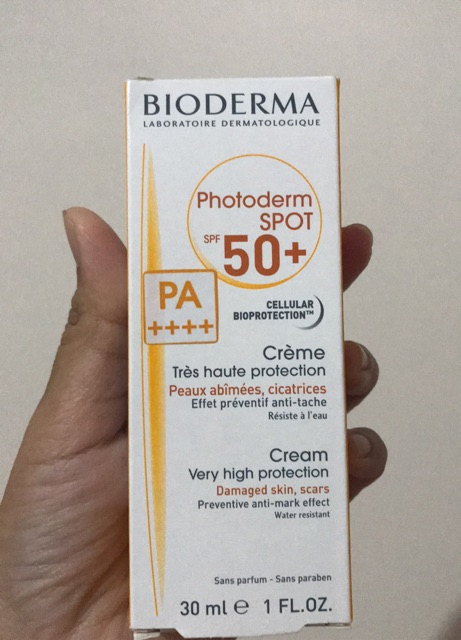 BIODERMA
LABORATOIRE DERMATOLOGIQUE
Photoderm
SPOT
SPF 50+
PA
++++
CELLULAR
BIOPROTECTION™
Crème
Très haute protection
Peaux abîmées, cicatrices
Effet préventif anti-tache
Résiste à l'eau
Cream
Very high protection
Damaged skin, scars
Preventive anti-mark effect
Water resistant
Sans parfum - Sans paraben
30 ml ℮ 1 FL.OZ.